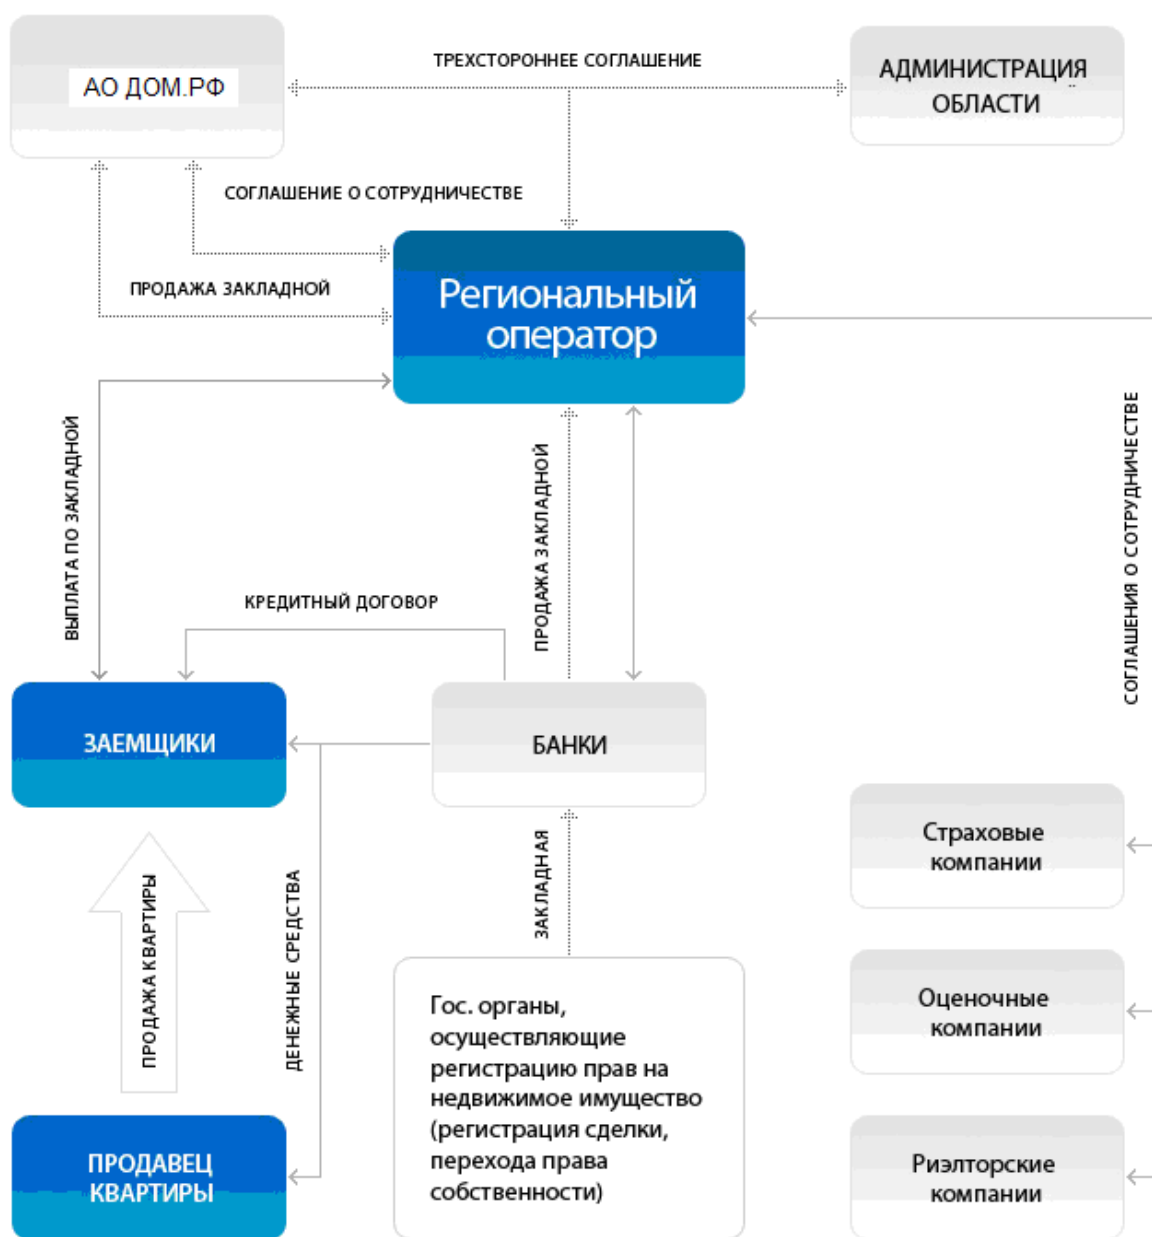 АО ДОМ.РФ
ТРЕХСТОРОННЕЕ СОГЛАШЕНИЕ
АДМИНИСТРАЦИЯ
ОБЛАСТИ
СОГЛАШЕНИЕ О СОТРУДНИЧЕСТВЕ
ПРОДАЖА ЗАКЛАДНОЙ
Региональный
оператор
ВЫПЛАТА ПО ЗАКЛАДНОЙ
КРЕДИТНЫЙ ДОГОВОР
ПРОДАЖА ЗАКЛАДНОЙ
СОГЛАШЕНИЯ О СОТРУДНИЧЕСТВЕ
ЗАЕМЩИКИ
БАНКИ
ПРОДАЖА КВАРТИРЫ
ДЕНЕЖНЫЕ СРЕДСТВА
ЗАКЛАДНАЯ
Страховые
компании
Оценочные
компании
Гос. органы,
осуществляющие
регистрацию прав на
недвижимое имущество
(регистрация сделки,
перехода права
собственности)
ПРОДАВЕЦ
КВАРТИРЫ
Риэлторские
компании